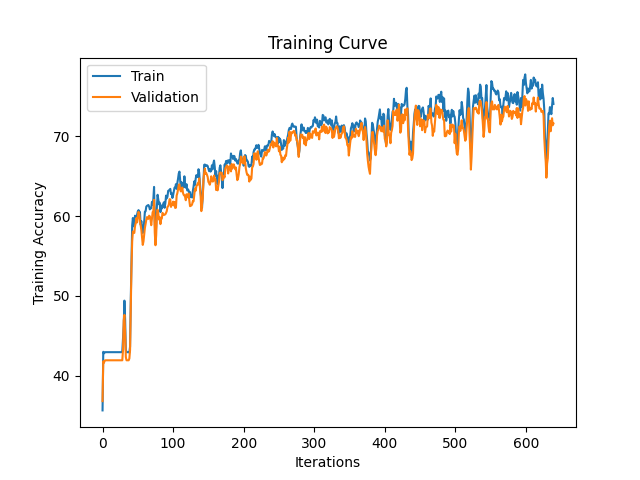 Training Curve
Train
Validation
Training Accuracy
70
60
50
40
0 100 200 300 400 500 600
Iterations